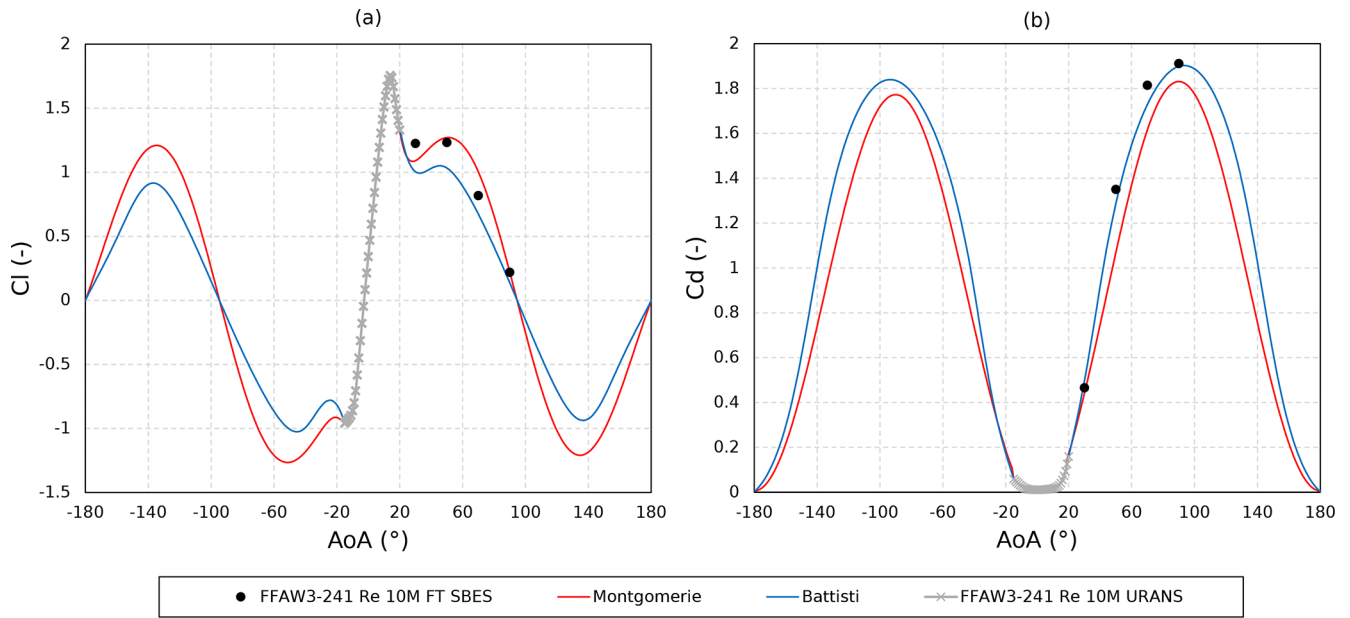 (a)
2
1.5
1
0.5
0
-0.5
-1
-1.5
Cl (-)
-180 -140 -100 -60 -20 20 60 100 140 180
AoA (°)
(b)
2
1.8
1.6
1.4
1.2
1
0.8
0.6
0.4
0.2
0
Cd (-)
-180 -140 -100 -60 -20 20 60 100 140 180
AoA (°)
FFAW3-241 Re 10M FT SBES Montgomerie Battisti FFAW3-241 Re 10M URANS